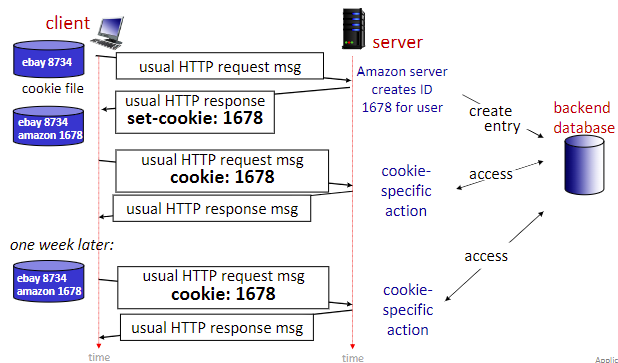 client
server
ebay 8734
cookie file
usual HTTP request msg
Amazon server
creates ID
1678 for user
usual HTTP response
set-cookie: 1678
create
entry
backend
database
ebay 8734
amazon 1678
usual HTTP request msg
cookie: 1678
cookie-
specific
action
access
usual HTTP response msg
one week later:
access
ebay 8734
amazon 1678
usual HTTP request msg
cookie: 1678
cookie-
specific
action
usual HTTP response msg
time
time
Applic